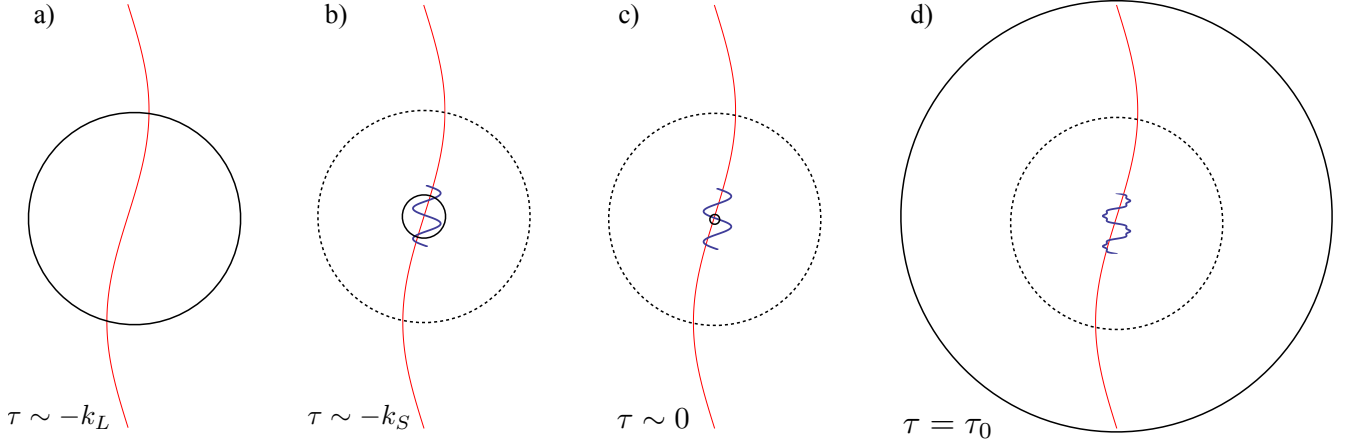 a)
b)
c)
d)
τ ∼ −k_L
τ ∼ −k_S
τ ∼ 0
τ = τ_0